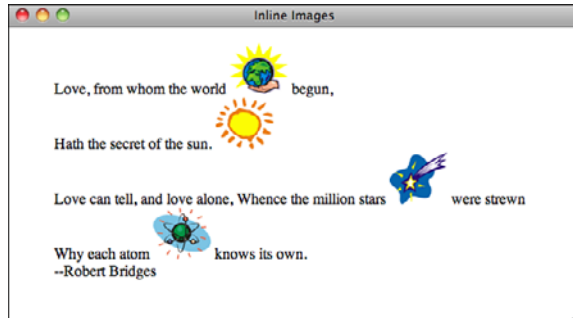 Inline Images
Love, from whom the world begun,
Hath the secret of the sun.
Love can tell, and love alone, Whence the million stars were strewn
Why each atom knows its own.
--Robert Bridges